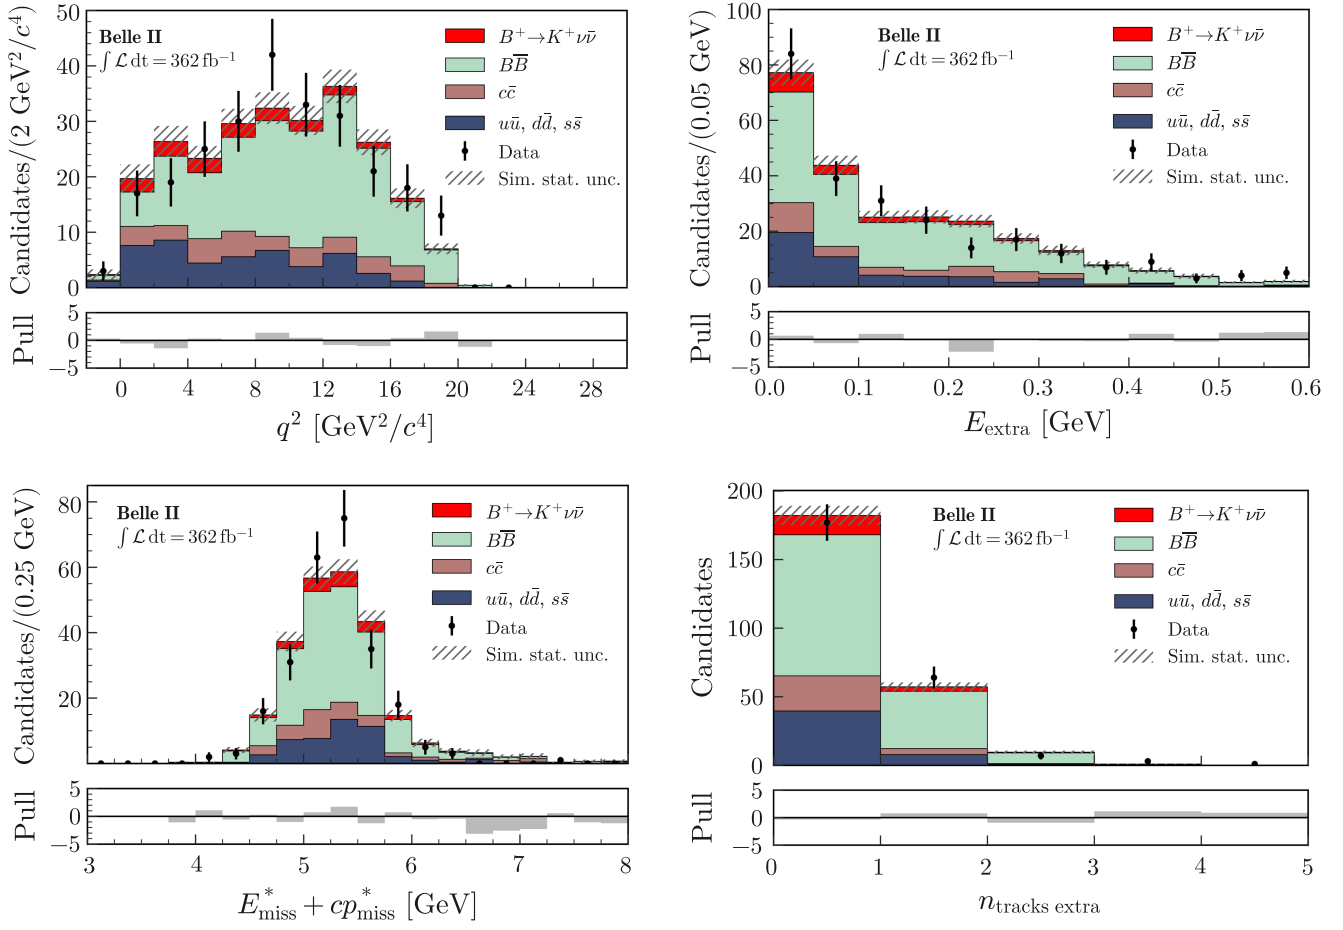 Candidates/(2 GeV²/c⁴)
50
40
30
20
10
0
Belle II
∫ℒ dt = 362 fb⁻¹
B⁺→K⁺νν̄
BB̄
cc̄
uū, dd̄, ss̄
Data
Sim. stat. unc.
Pull
5
0
−5
0 4 8 12 16 20 24 28
q² [GeV²/c⁴]
Candidates/(0.05 GeV)
100
80
60
40
20
0
Belle II
∫ℒ dt = 362 fb⁻¹
B⁺→K⁺νν̄
BB̄
cc̄
uū, dd̄, ss̄
Data
Sim. stat. unc.
Pull
5
0
−5
0.0 0.1 0.2 0.3 0.4 0.5 0.6
E_extra [GeV]
Candidates/(0.25 GeV)
80
60
40
20
Belle II
∫ℒ dt = 362 fb⁻¹
B⁺→K⁺νν̄
BB̄
cc̄
uū, dd̄, ss̄
Data
Sim. stat. unc.
Pull
5
0
−5
3 4 5 6 7 8
E*_miss + cp*_miss [GeV]
Candidates
200
150
100
50
0
Belle II
∫ℒ dt = 362 fb⁻¹
B⁺→K⁺νν̄
BB̄
cc̄
uū, dd̄, ss̄
Data
Sim. stat. unc.
Pull
5
0
−5
0 1 2 3 4 5
n_tracks extra